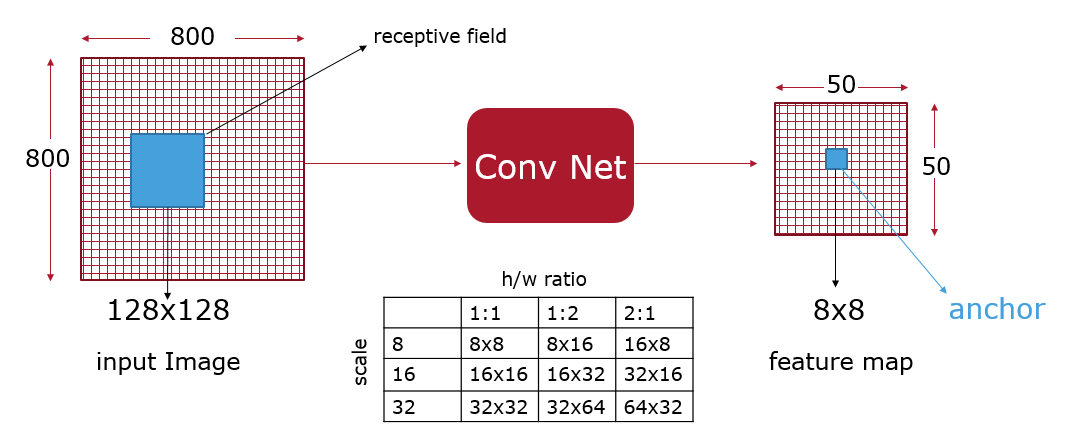 800
receptive field
800
Conv Net
50
50
128x128
input Image
8x8
anchor
feature map
h/w ratio
scale
1:1 1:2 2:1
8 8x8 8x16 16x8
16 16x16 16x32 32x16
32 32x32 32x64 64x32